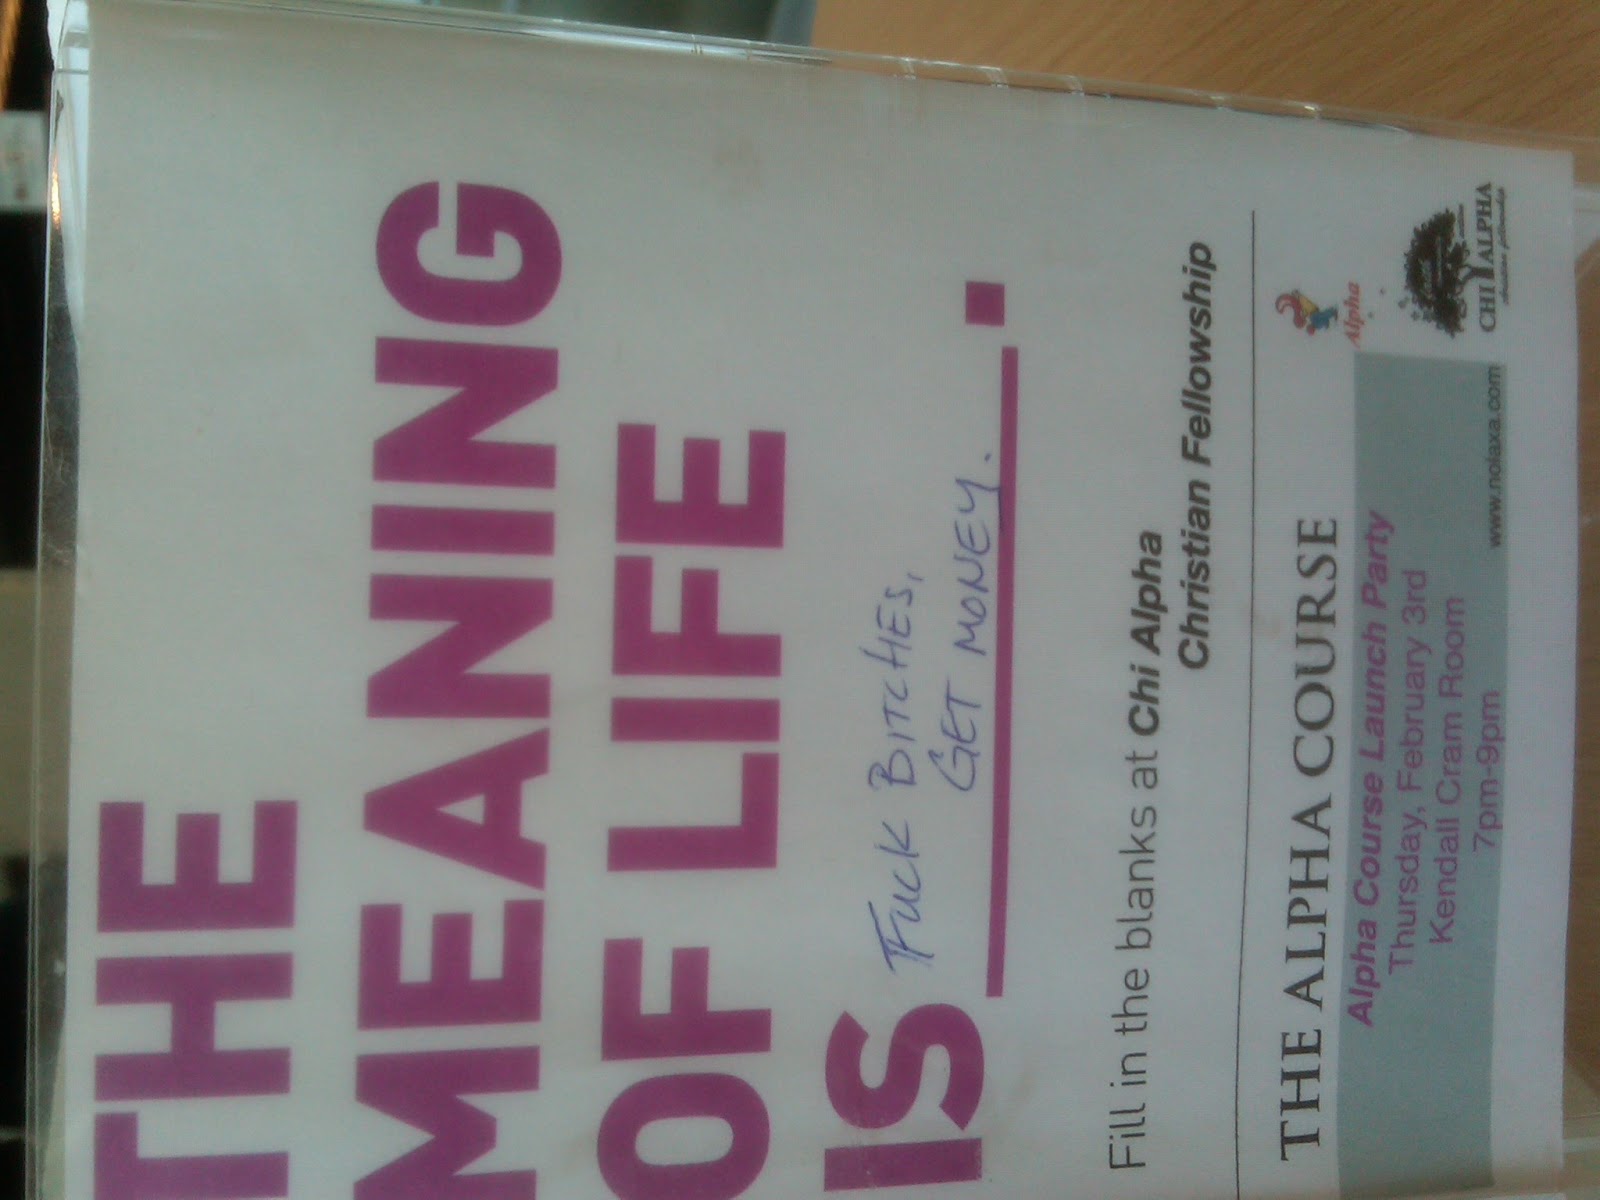 THE
MEANING
OF LIFE
IS Fuck Bitches,
Get Money.
.
Fill in the blanks at Chi Alpha
Christian Fellowship
THE ALPHA COURSE
Alpha
Alpha Course Launch Party
Thursday, February 3rd
Kendall Cram Room
7pm-9pm
www.nolaxa.com
CHI ALPHA
christian fellowship